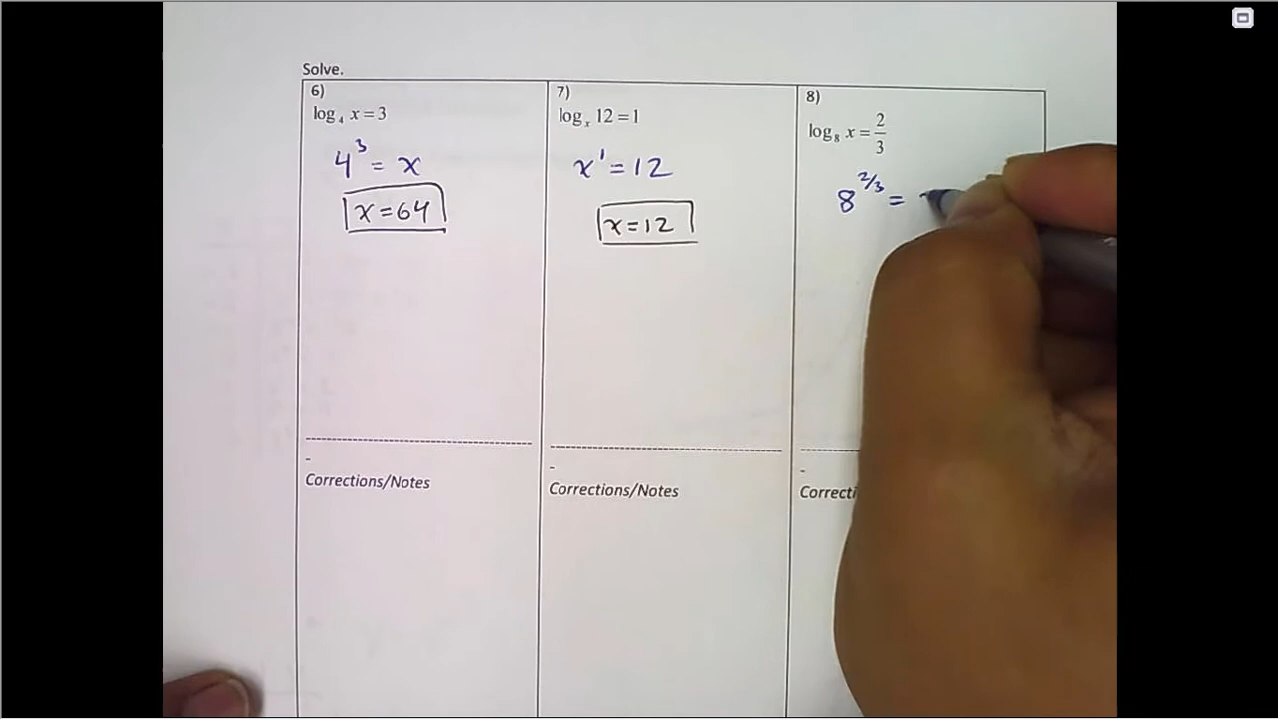 Solve.
6)
log₄ x = 3
4³ = x
x = 64
7)
logₓ 12 = 1
x¹ = 12
x = 12
8)
log₈ x = 2/3
8^2/3 =
-
Corrections/Notes
-
Corrections/Notes
-